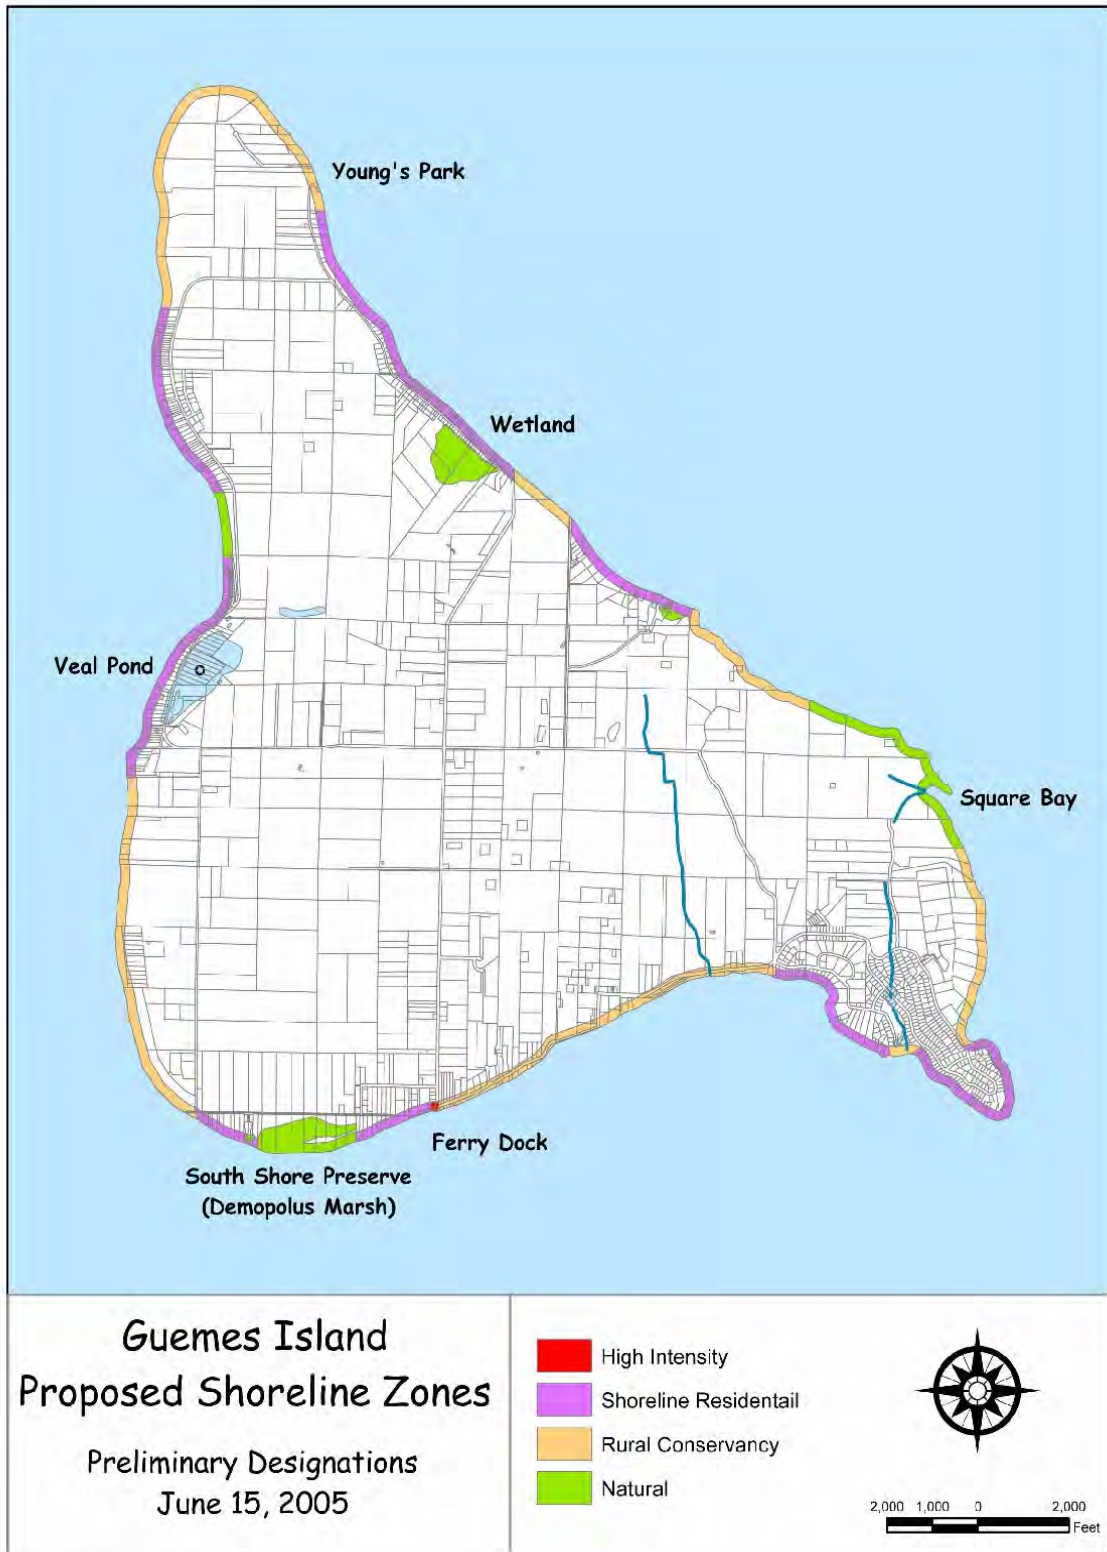 Young's Park
Wetland
Veal Pond
Square Bay
Ferry Dock
South Shore Preserve
(Demopolus Marsh)
Guemes Island
Proposed Shoreline Zones
Preliminary Designations
June 15, 2005
High Intensity
Shoreline Residentail
Rural Conservancy
Natural
2,000 1,000 0 2,000
Feet